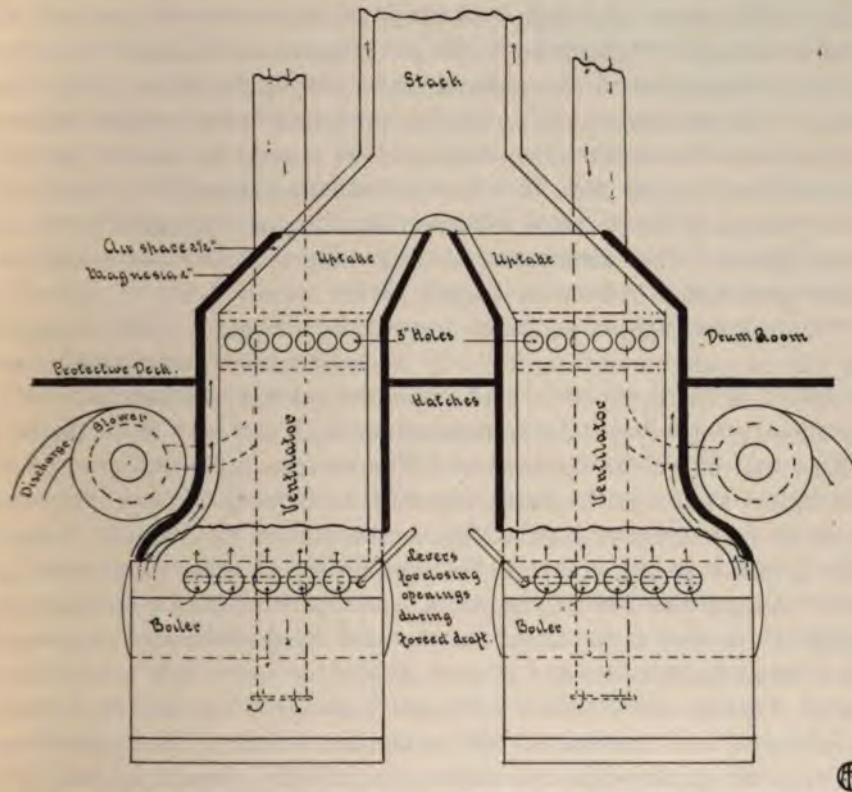 Stack
Air space 2½"
Magnesia 2"
Uptake
Uptake
3" Holes
Drum Room
Protective Deck.
Hatches
Discharge
Blower
Ventilator
Ventilator
Levers
for closing
openings
during
forced draft.
Boiler
Boiler